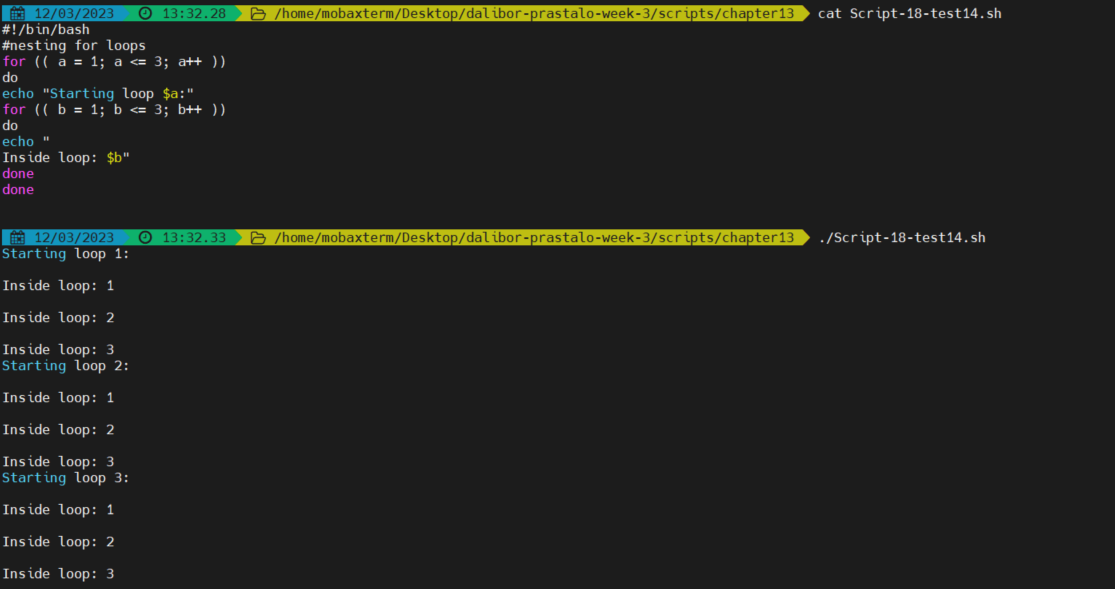 12/03/2023 13:32.28 /home/mobaxterm/Desktop/dalibor-prastalo-week-3/scripts/chapter13 cat Script-18-test14.sh
#!/bin/bash
#nesting for loops
for (( a = 1; a <= 3; a++ ))
do
echo "Starting loop $a:"
for (( b = 1; b <= 3; b++ ))
do
echo "
Inside loop: $b"
done
done
12/03/2023 13:32.33 /home/mobaxterm/Desktop/dalibor-prastalo-week-3/scripts/chapter13 ./Script-18-test14.sh
Starting loop 1:
Inside loop: 1
Inside loop: 2
Inside loop: 3
Starting loop 2:
Inside loop: 1
Inside loop: 2
Inside loop: 3
Starting loop 3:
Inside loop: 1
Inside loop: 2
Inside loop: 3